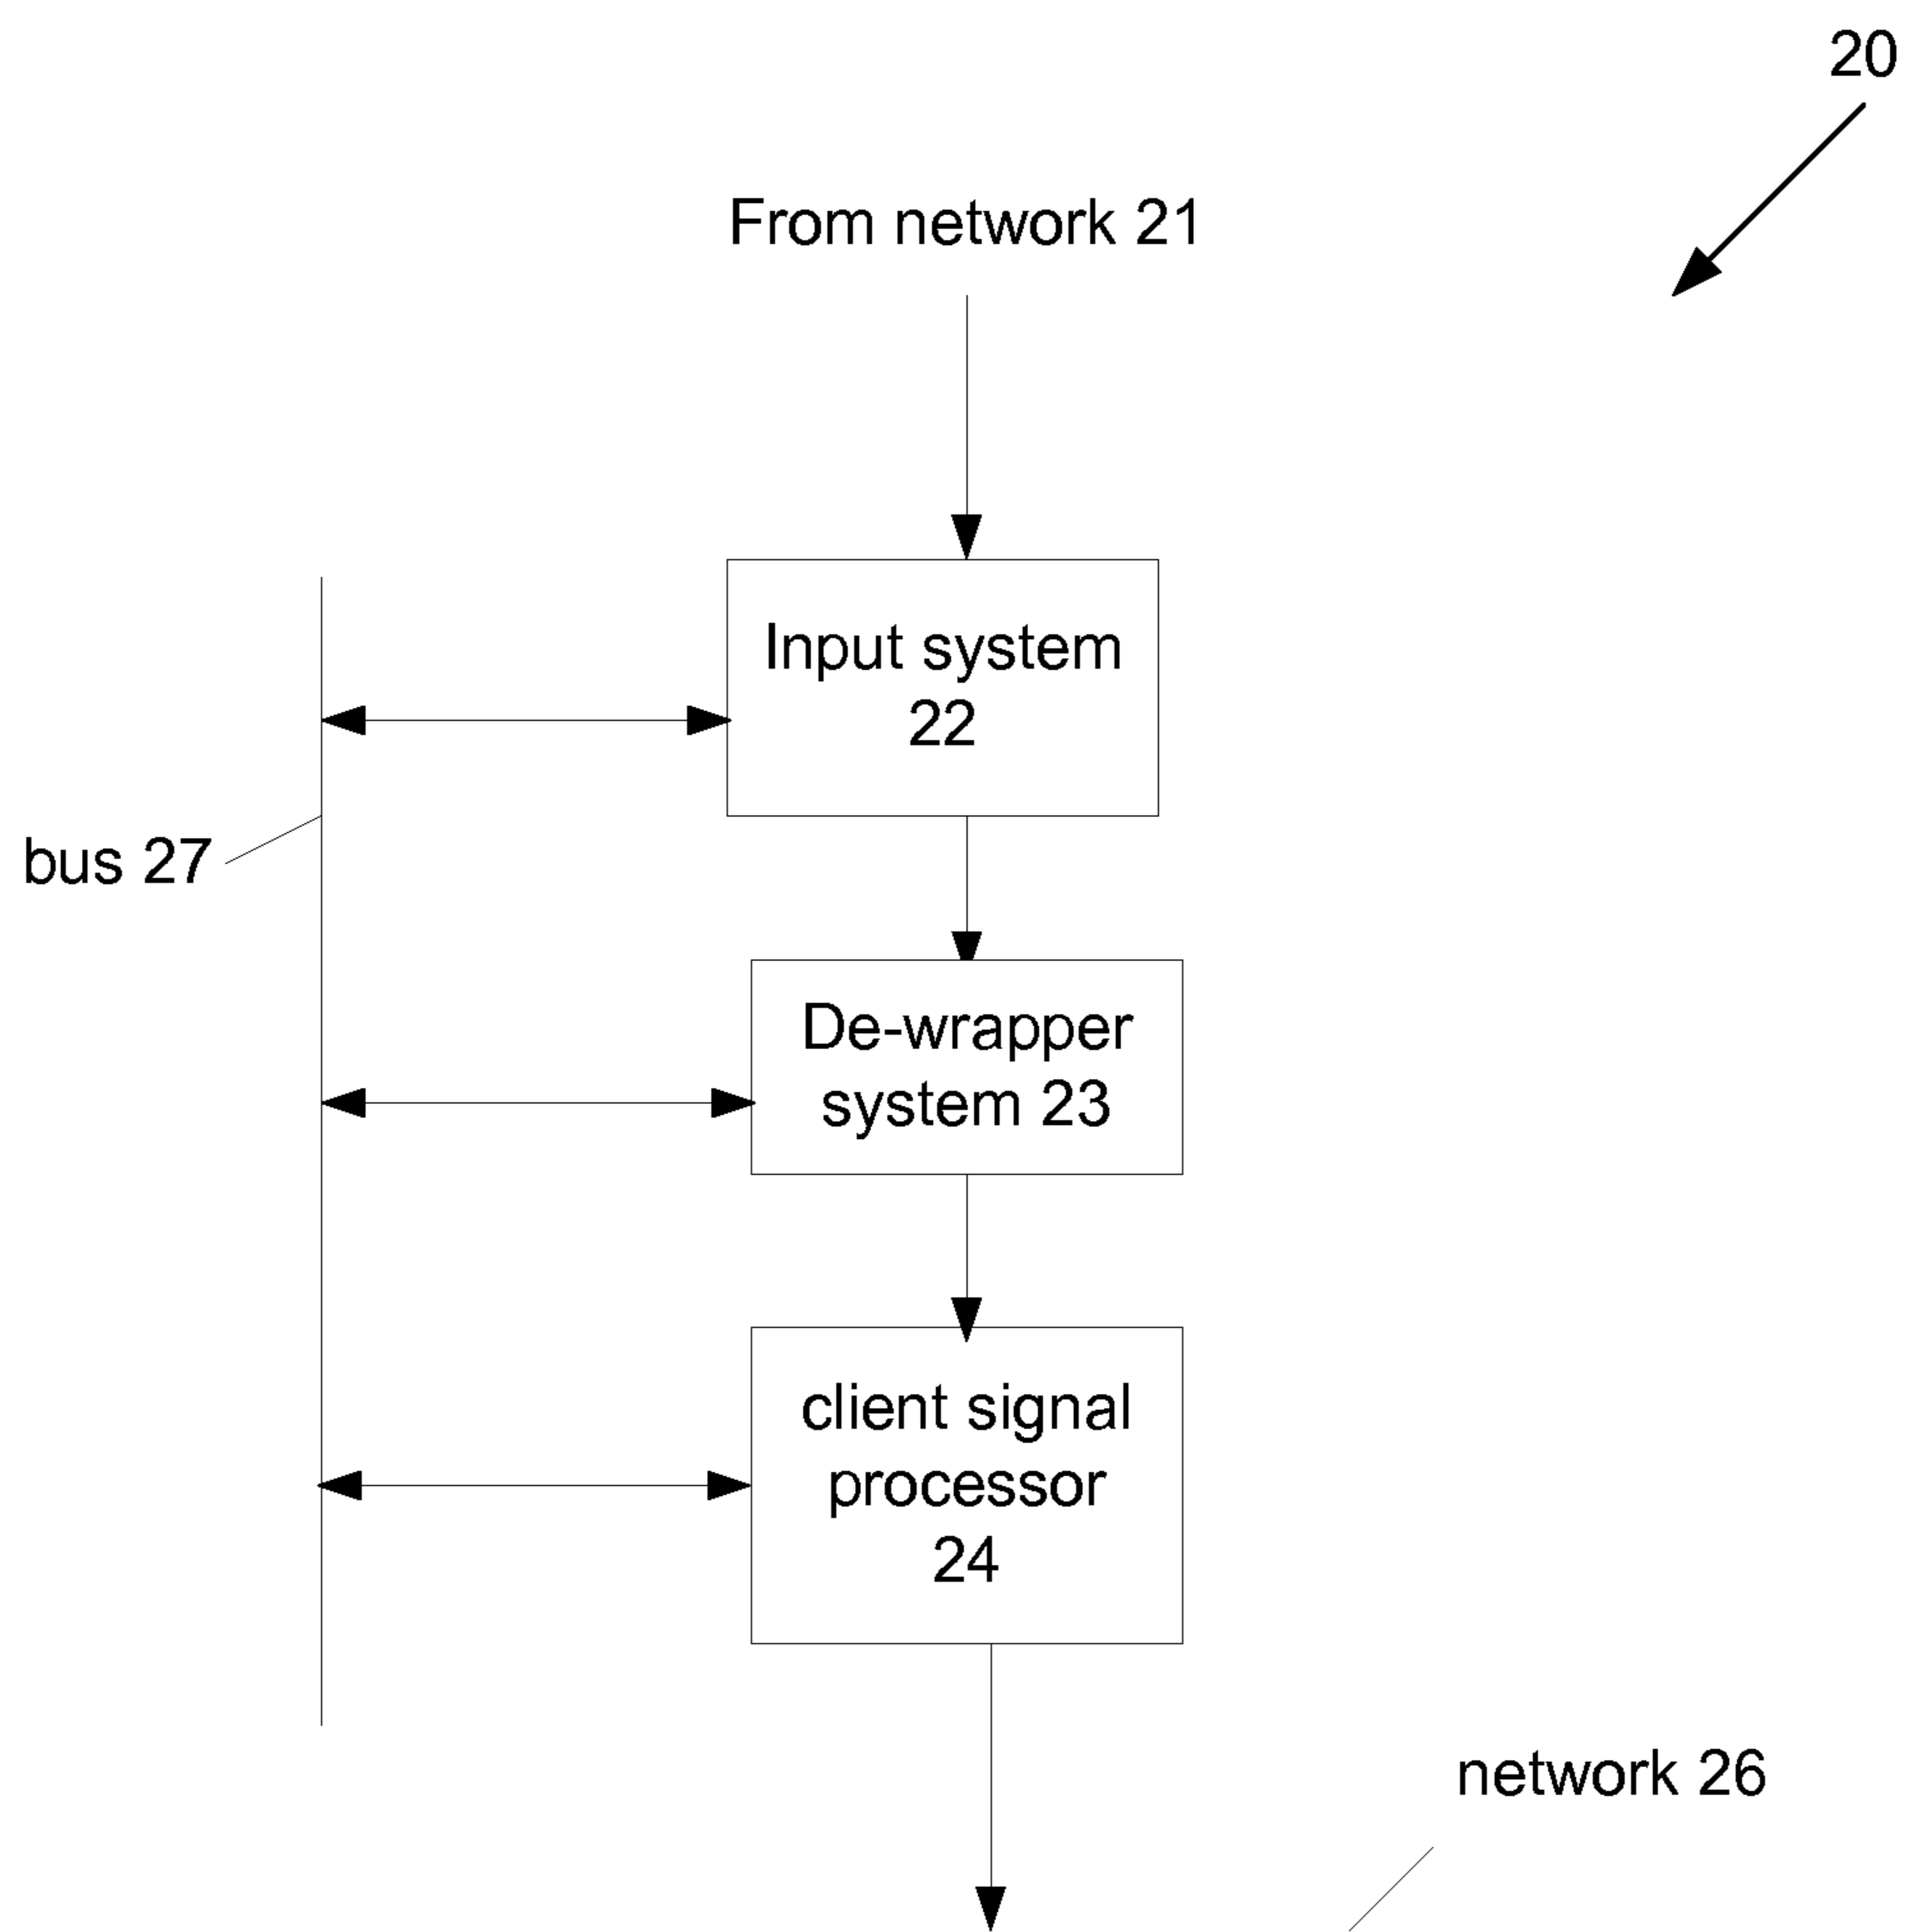 20
From network 21
Input system
22
bus 27
De-wrapper
system 23
client signal
processor
24
network 26